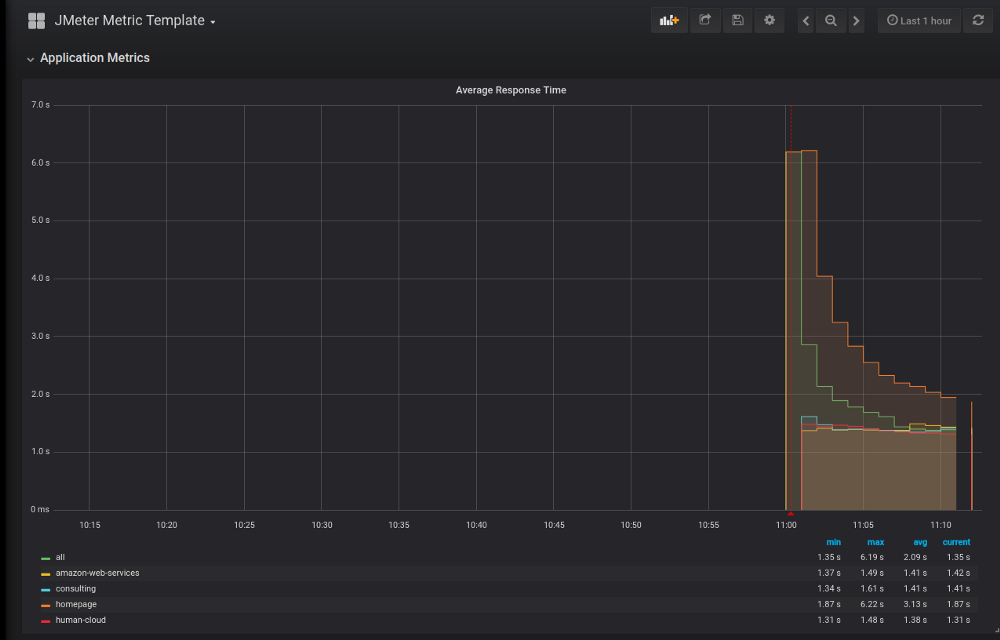 JMeter Metric Template
Last 1 hour
Application Metrics
Average Response Time
7.0 s
6.0 s
5.0 s
4.0 s
3.0 s
2.0 s
1.0 s
0 ms
10:15 10:20 10:25 10:30 10:35 10:40 10:45 10:50 10:55 11:00 11:05 11:10
min max avg current
all 1.35 s 6.19 s 2.09 s 1.35 s
amazon-web-services 1.37 s 1.49 s 1.41 s 1.42 s
consulting 1.34 s 1.61 s 1.41 s 1.41 s
homepage 1.87 s 6.22 s 3.13 s 1.87 s
human-cloud 1.31 s 1.48 s 1.38 s 1.31 s